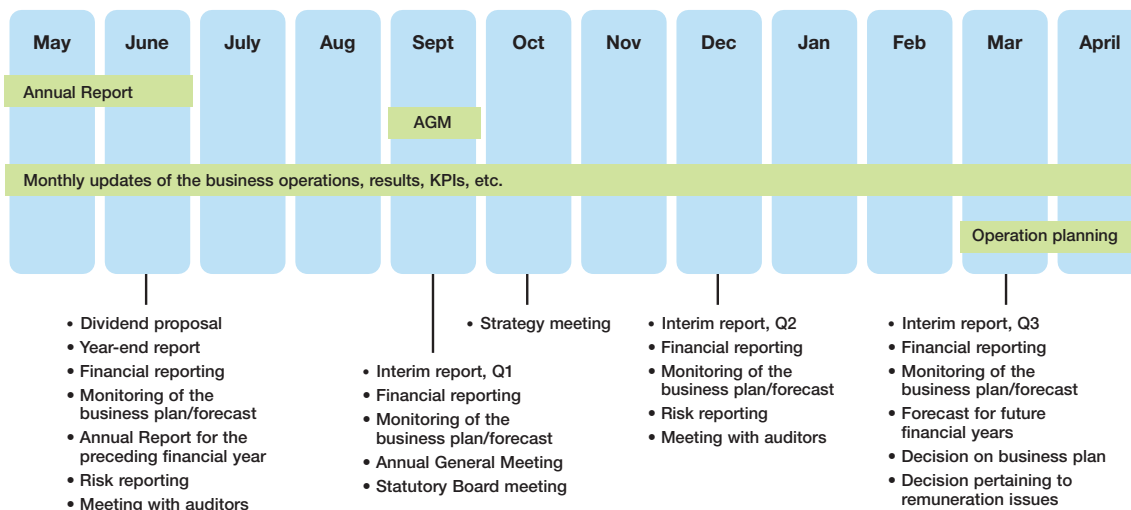 May June July Aug Sept Oct Nov Dec Jan Feb Mar April
Annual Report
AGM
Monthly updates of the business operations, results, KPIs, etc.
Operation planning
• Dividend proposal
• Year-end report
• Financial reporting
• Monitoring of the
business plan/forecast
• Annual Report for the
preceding financial year
• Risk reporting
• Meeting with auditors
• Interim report, Q1
• Financial reporting
• Monitoring of the
business plan/forecast
• Annual General Meeting
• Statutory Board meeting
• Strategy meeting
• Interim report, Q2
• Financial reporting
• Monitoring of the
business plan/forecast
• Risk reporting
• Meeting with auditors
• Interim report, Q3
• Financial reporting
• Monitoring of the
business plan/forecast
• Forecast for future
financial years
• Decision on business plan
• Decision pertaining to
remuneration issues